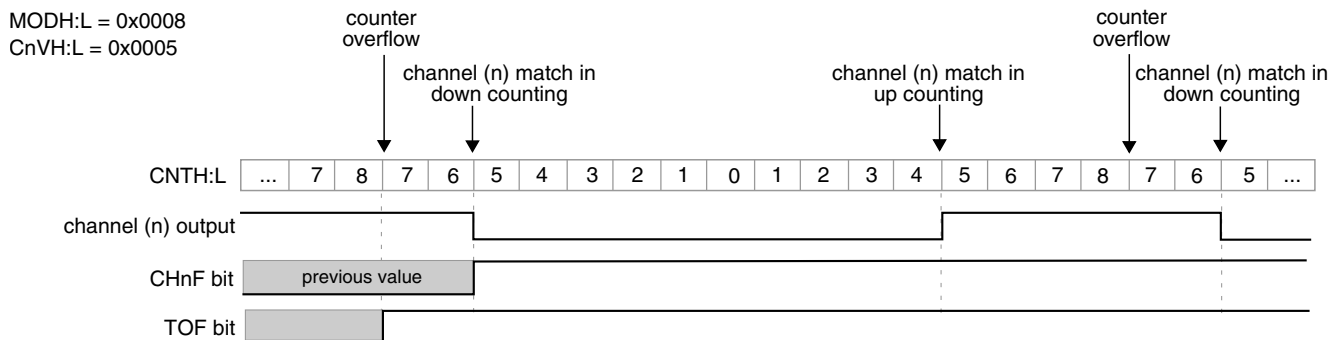 MODH:L = 0x0008
CnVH:L = 0x0005
counter
overflow
channel (n) match in
down counting
channel (n) match in
up counting
counter
overflow
channel (n) match in
down counting
CNTH:L ... 7 8 7 6 5 4 3 2 1 0 1 2 3 4 5 6 7 8 7 6 5 ...
channel (n) output
CHnF bit previous value
TOF bit